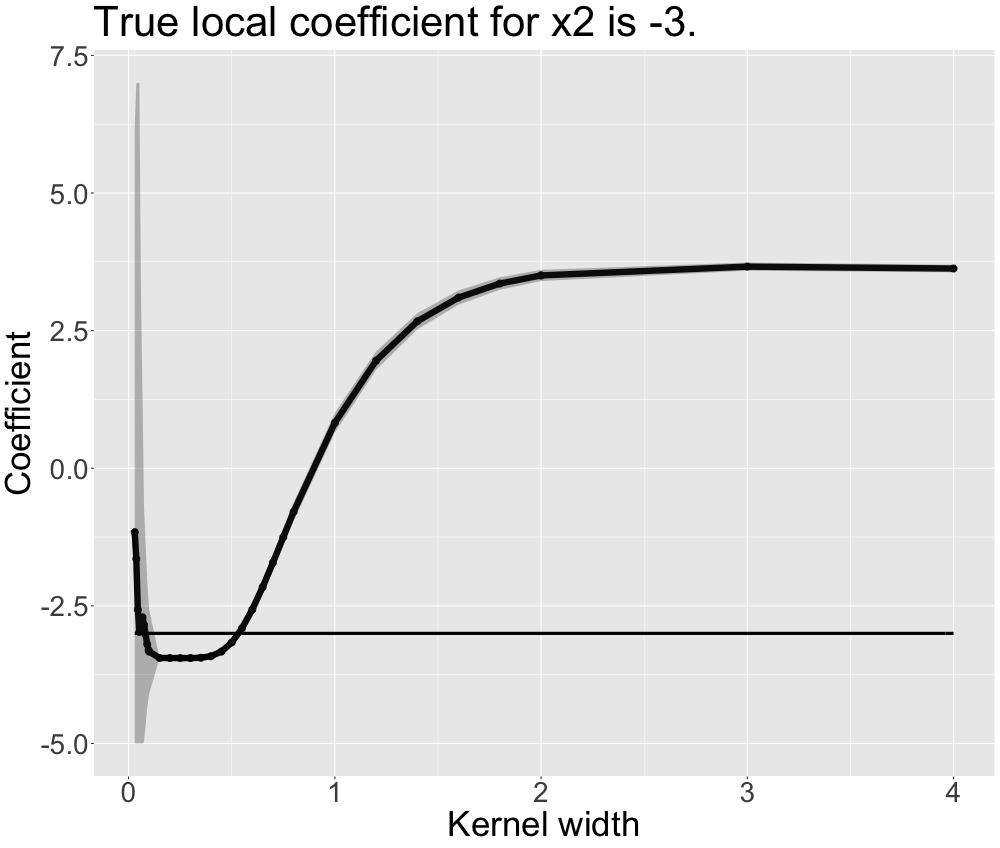 True local coefficient for x2 is -3.
7.5
5.0
2.5
0.0
-2.5
-5.0
Coefficient
0 1 2 3 4
Kernel width